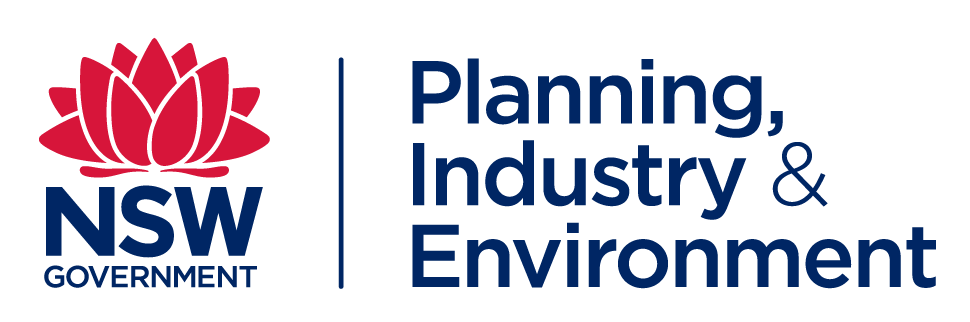 NSW
GOVERNMENT
Planning,
Industry &
Environment